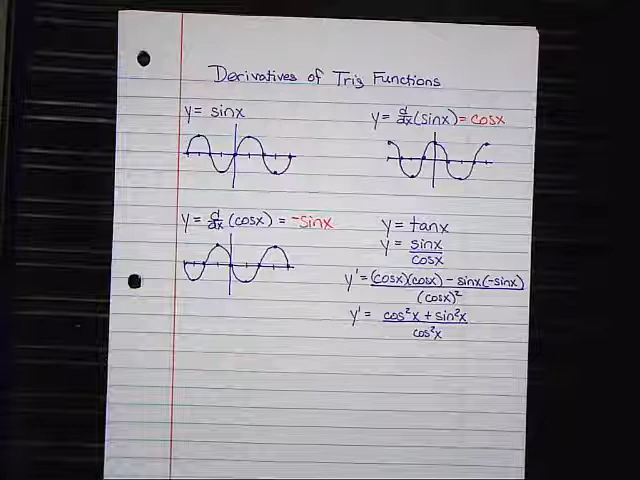 Derivatives of Trig Functions
y = sinx
y = d/dx (sinx) = cosx
y = d/dx (cosx) = -sinx
y = tanx
y = sinx/cosx
y' = (cosx)(cosx) - sinx(-sinx)/(cosx)²
y' = cos²x + sin²x/cos²x